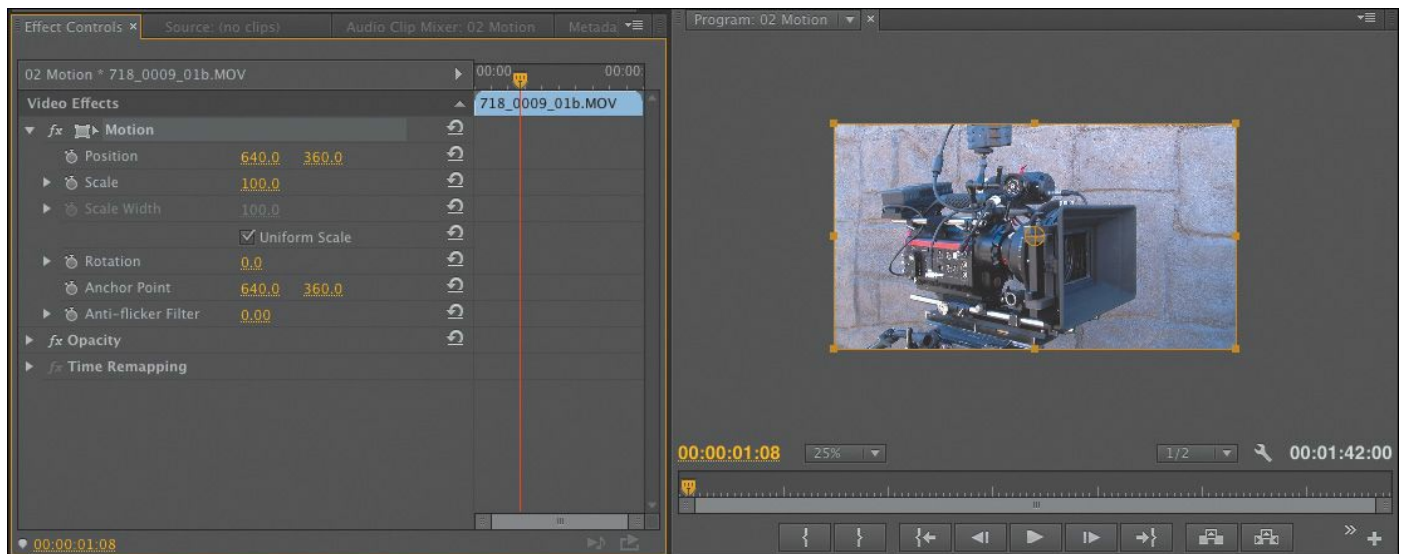 Effect Controls × Source: (no clips) Audio Clip Mixer: 02 Motion Metada
02 Motion * 718_0009_01b.MOV 00:00 00:00:
Video Effects 718_0009_01b.MOV
fx Motion
Position 640.0 360.0
Scale 100.0
Scale Width 100.0
Uniform Scale
Rotation 0.0
Anchor Point 640.0 360.0
Anti-flicker Filter 0.00
fx Opacity
fx Time Remapping
00:00:01:08
Program: 02 Motion ×
00:00:01:08 25% 1/2 00:01:42:00